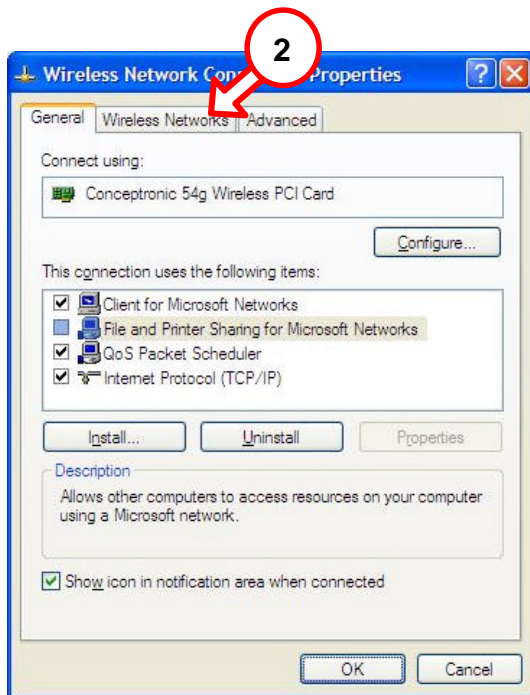 2
Wireless Network Con Properties
?
General Wireless Networks Advanced
Connect using:
Conceptronic 54g Wireless PCI Card
Configure...
This connection uses the following items:
Client for Microsoft Networks
File and Printer Sharing for Microsoft Networks
QoS Packet Scheduler
Internet Protocol (TCP/IP)
Install... Uninstall Properties
Description
Allows other computers to access resources on your computer
using a Microsoft network.
Show icon in notification area when connected
OK Cancel